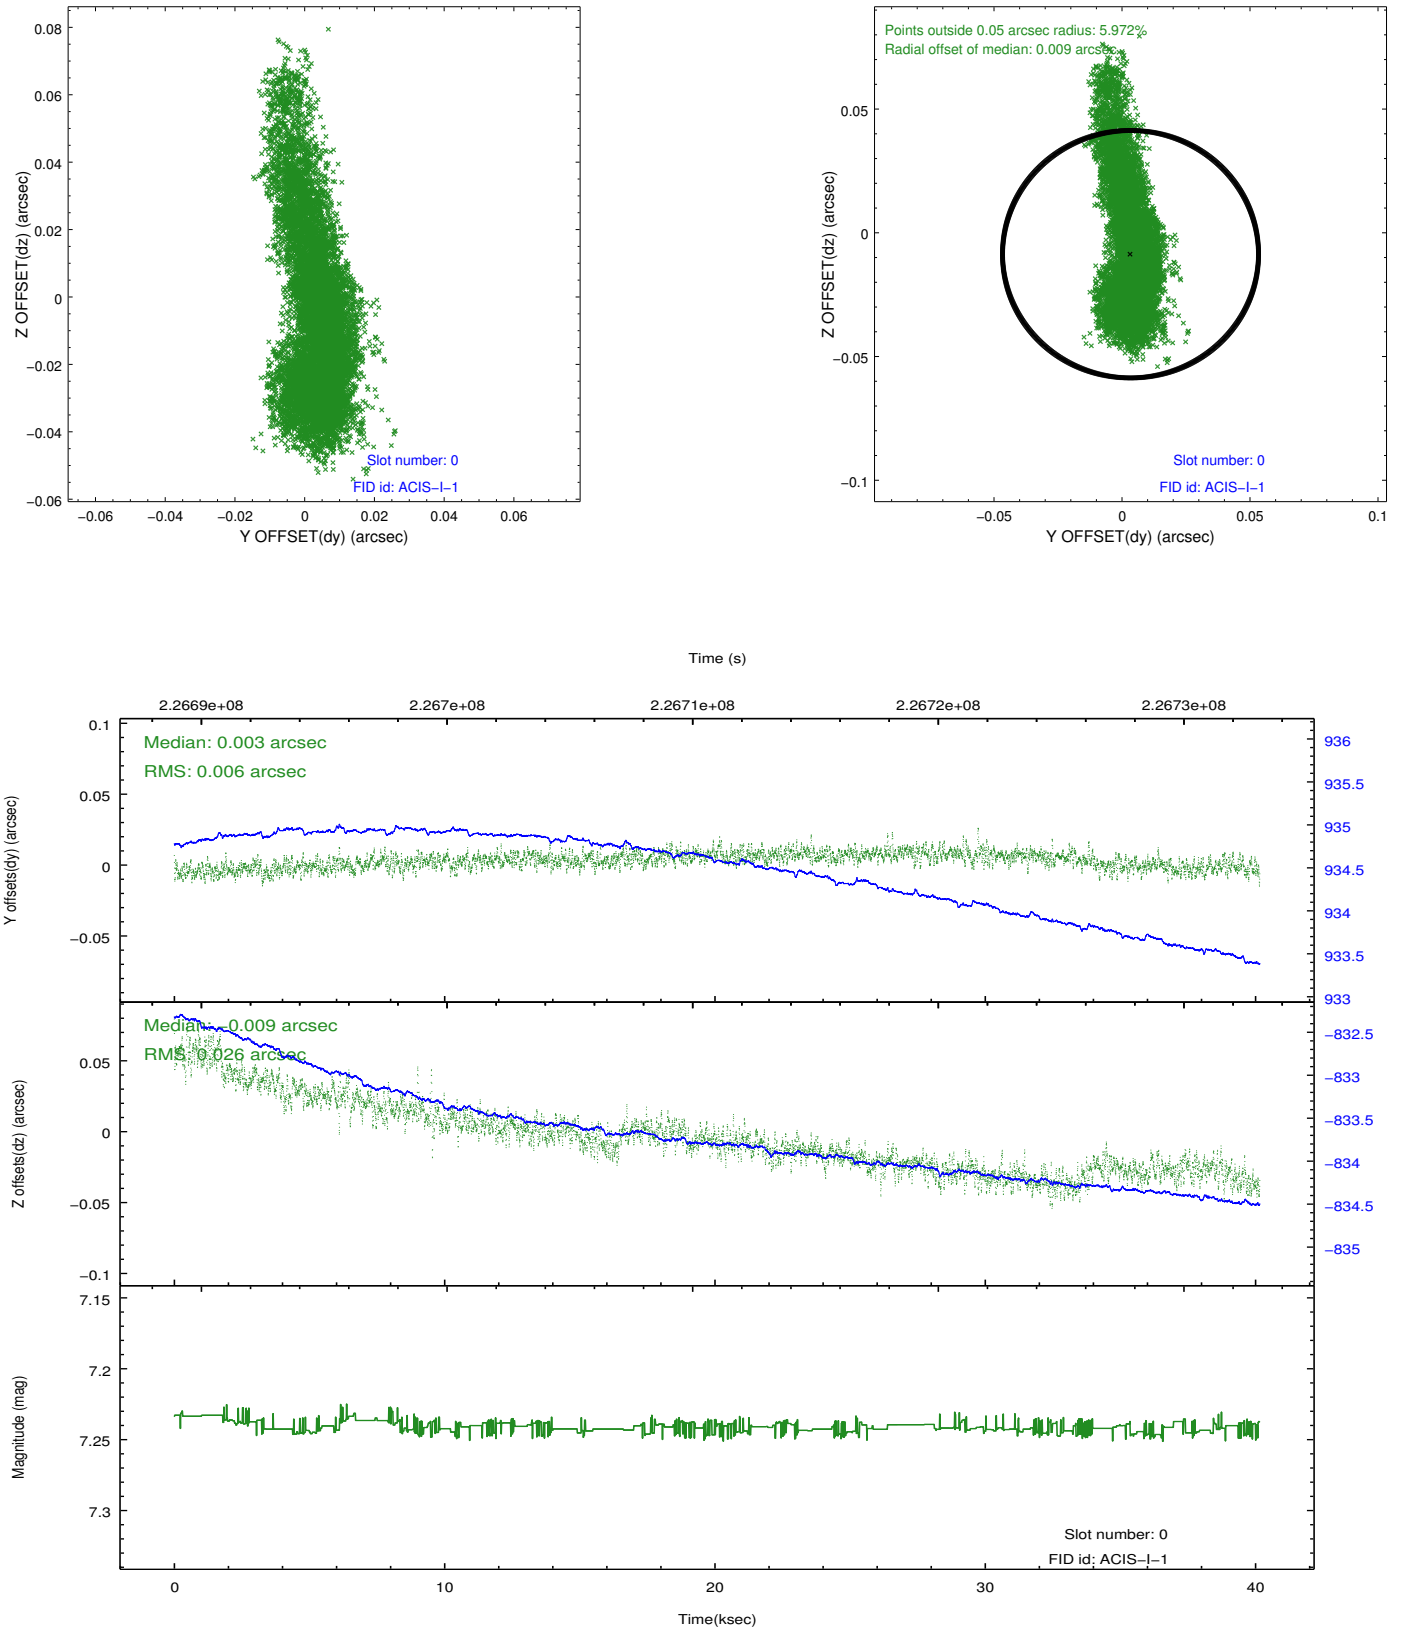 0.08
0.06
0.04
0.02
0
−0.02
−0.04
−0.06
Z OFFSET(dz) (arcsec)
Slot number: 0
FID id: ACIS−I−1
−0.06 −0.04 −0.02 0 0.02 0.04 0.06
Y OFFSET(dy) (arcsec)
Points outside 0.05 arcsec radius: 5.972%
Radial offset of median: 0.009 arcsec
0.05
0
−0.05
−0.1
Z OFFSET(dz) (arcsec)
Slot number: 0
FID id: ACIS−I−1
−0.05 0 0.05 0.1
Y OFFSET(dy) (arcsec)
Time (s)
2.2669e+08 2.267e+08 2.2671e+08 2.2672e+08 2.2673e+08
Median: 0.003 arcsec
RMS: 0.006 arcsec
0.1
0.05
0
−0.05
Y offsets(dy) (arcsec)
936
935.5
935
934.5
934
933.5
933
Median: −0.009 arcsec
RMS: 0.026 arcsec
0.05
0
−0.05
−0.1
Z offsets(dz) (arcsec)
−832.5
−833
−833.5
−834
−834.5
−835
7.15
7.2
7.25
7.3
Magnitude (mag)
Slot number: 0
FID id: ACIS−I−1
0 10 20 30 40
Time(ksec)